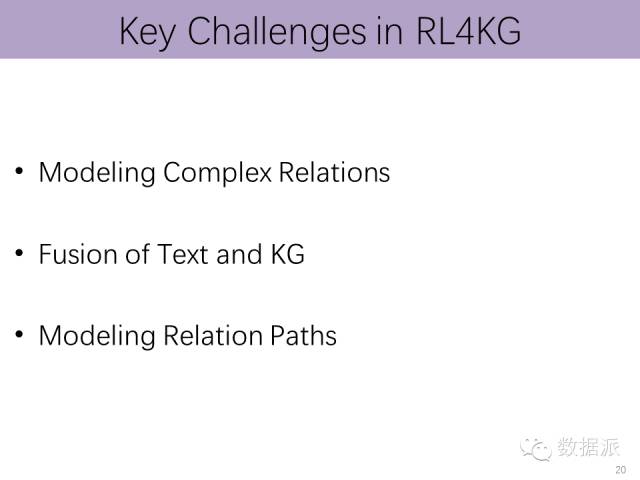 Key Challenges in RL4KG
• Modeling Complex Relations
• Fusion of Text and KG
• Modeling Relation Paths
数据派
20